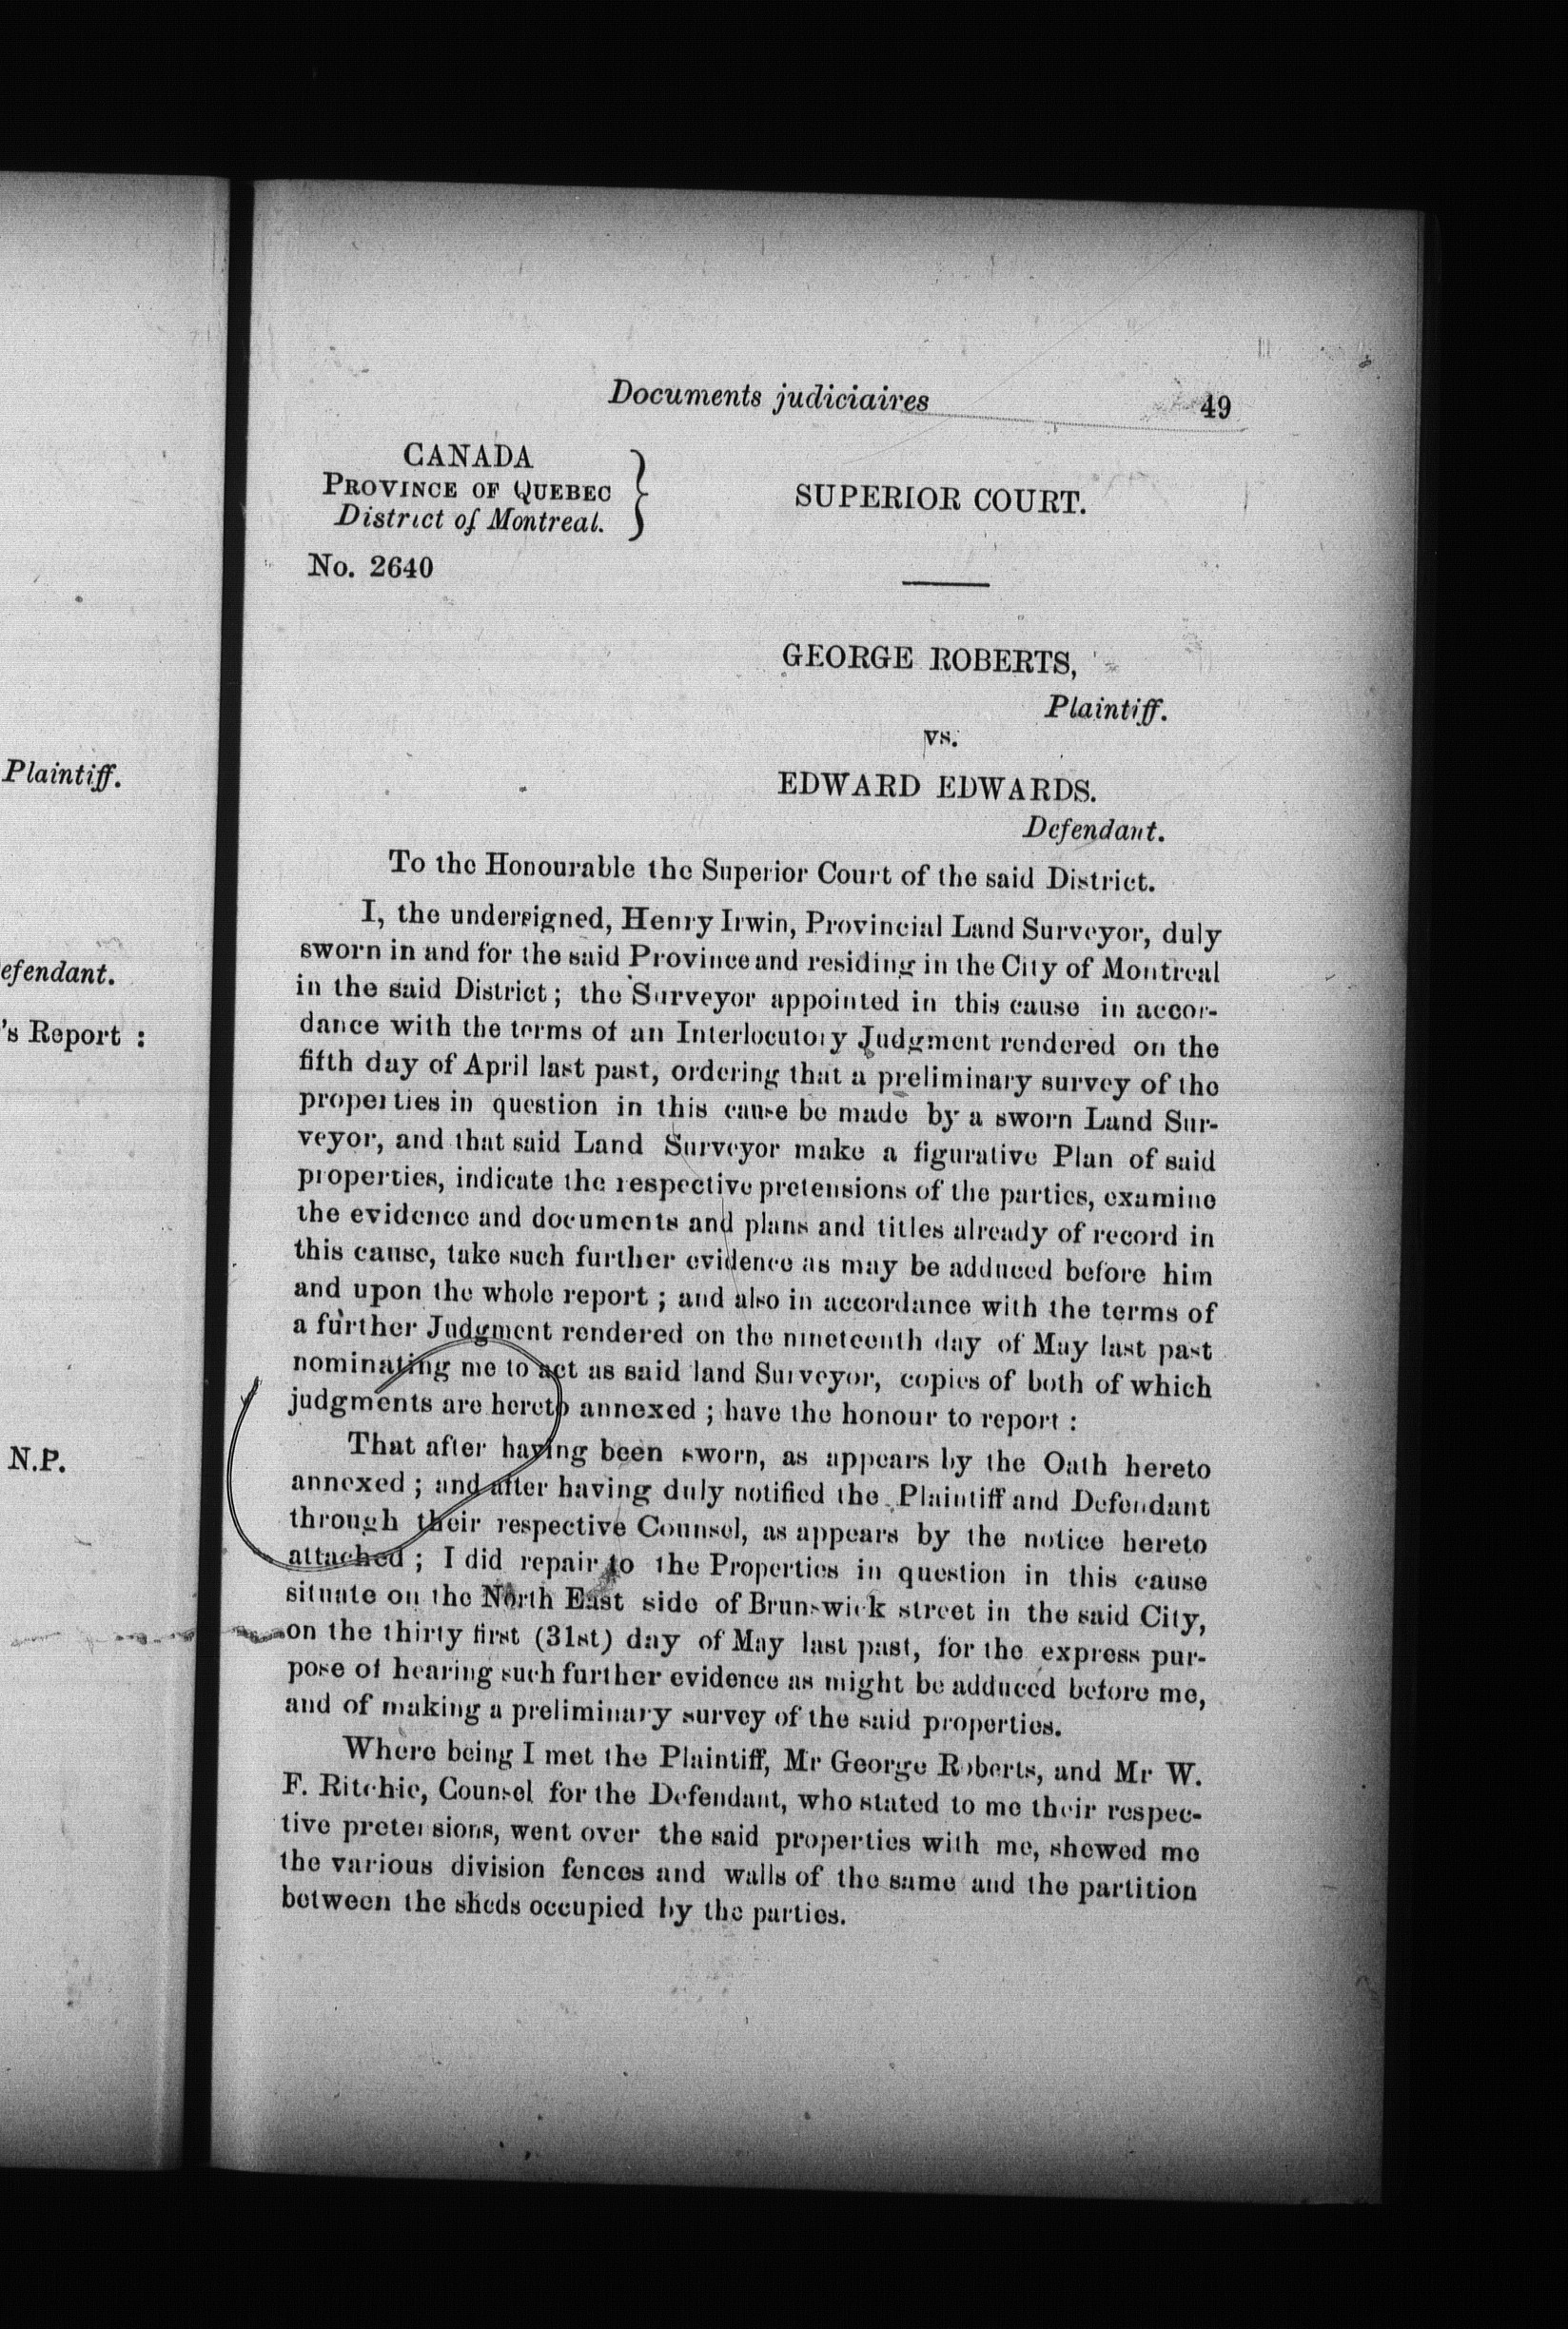 Plaintiff.
efendant.
's Report :
N.P.
Documents judiciaires 49
CANADA
PROVINCE OF QUEBEC
District of Montreal.
SUPERIOR COURT.
No. 2640
GEORGE ROBERTS,
Plaintiff.
vs.
EDWARD EDWARDS.
Defendant.
To the Honourable the Superior Court of the said District.
I, the undersigned, Henry Irwin, Provincial Land Surveyor, duly
sworn in and for the said Province and residing in the City of Montreal
in the said District ; the Surveyor appointed in this cause in accor-
dance with the terms of an Interlocutory Judgment rendered on the
fifth day of April last past, ordering that a preliminary survey of the
properties in question in this cause be made by a sworn Land Sur-
veyor, and that said Land Surveyor make a figurative Plan of said
properties, indicate the respective pretensions of the parties, examine
the evidence and documents and plans and titles already of record in
this cause, take such further evidence as may be adduced before him
and upon the whole report ; and also in accordance with the terms of
a further Judgment rendered on the nineteenth day of May last past
nominating me to act as said land Surveyor, copies of both of which
judgments are hereto annexed ; have the honour to report :
That after having been sworn, as appears by the Oath hereto
annexed ; and after having duly notified the Plaintiff and Defendant
through their respective Counsel, as appears by the notice hereto
attached ; I did repair to the Properties in question in this cause
situate on the North East side of Brunswick street in the said City,
on the thirty first (31st) day of May last past, for the express pur-
pose of hearing such further evidence as might be adduced before me,
and of making a preliminary survey of the said properties.
Where being I met the Plaintiff, Mr George Roberts, and Mr W.
F. Ritchie, Counsel for the Defendant, who stated to me their respec-
tive pretensions, went over the said properties with me, shewed me
the various division fences and walls of the same and the partition
between the sheds occupied by the parties.